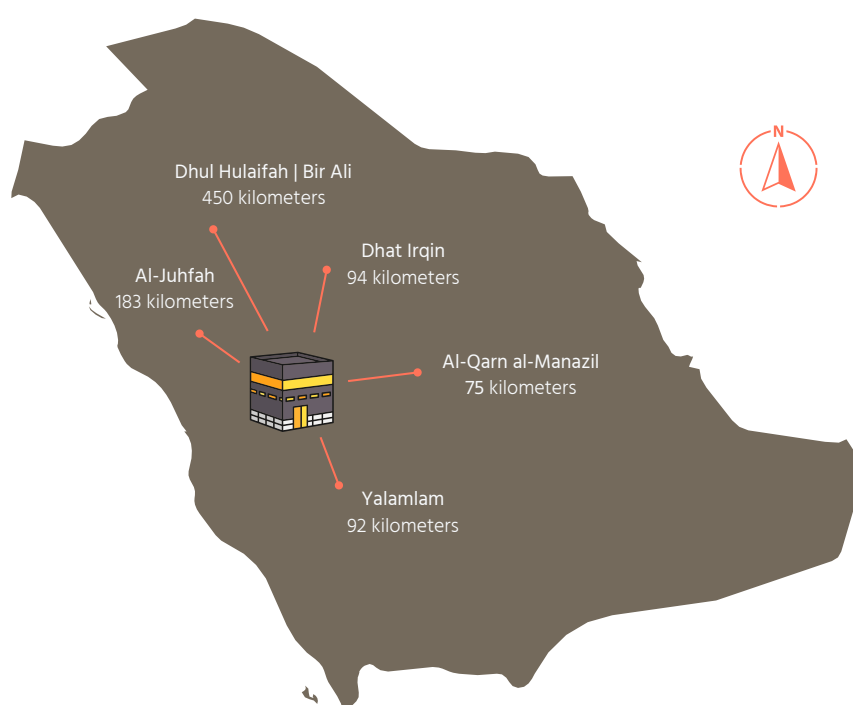 N
Dhul Hulaifah | Bir Ali
450 kilometers
Dhat Irqin
94 kilometers
Al-Juhfah
183 kilometers
Al-Qarn al-Manazil
75 kilometers
Yalamlam
92 kilometers